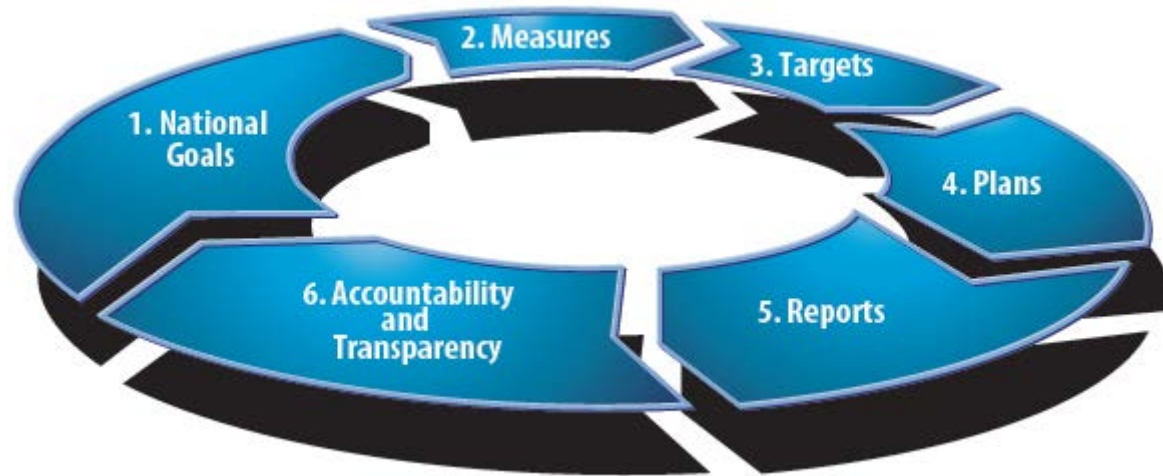 1. National
Goals
2. Measures
3. Targets
4. Plans
5. Reports
6. Accountability
and
Transparency